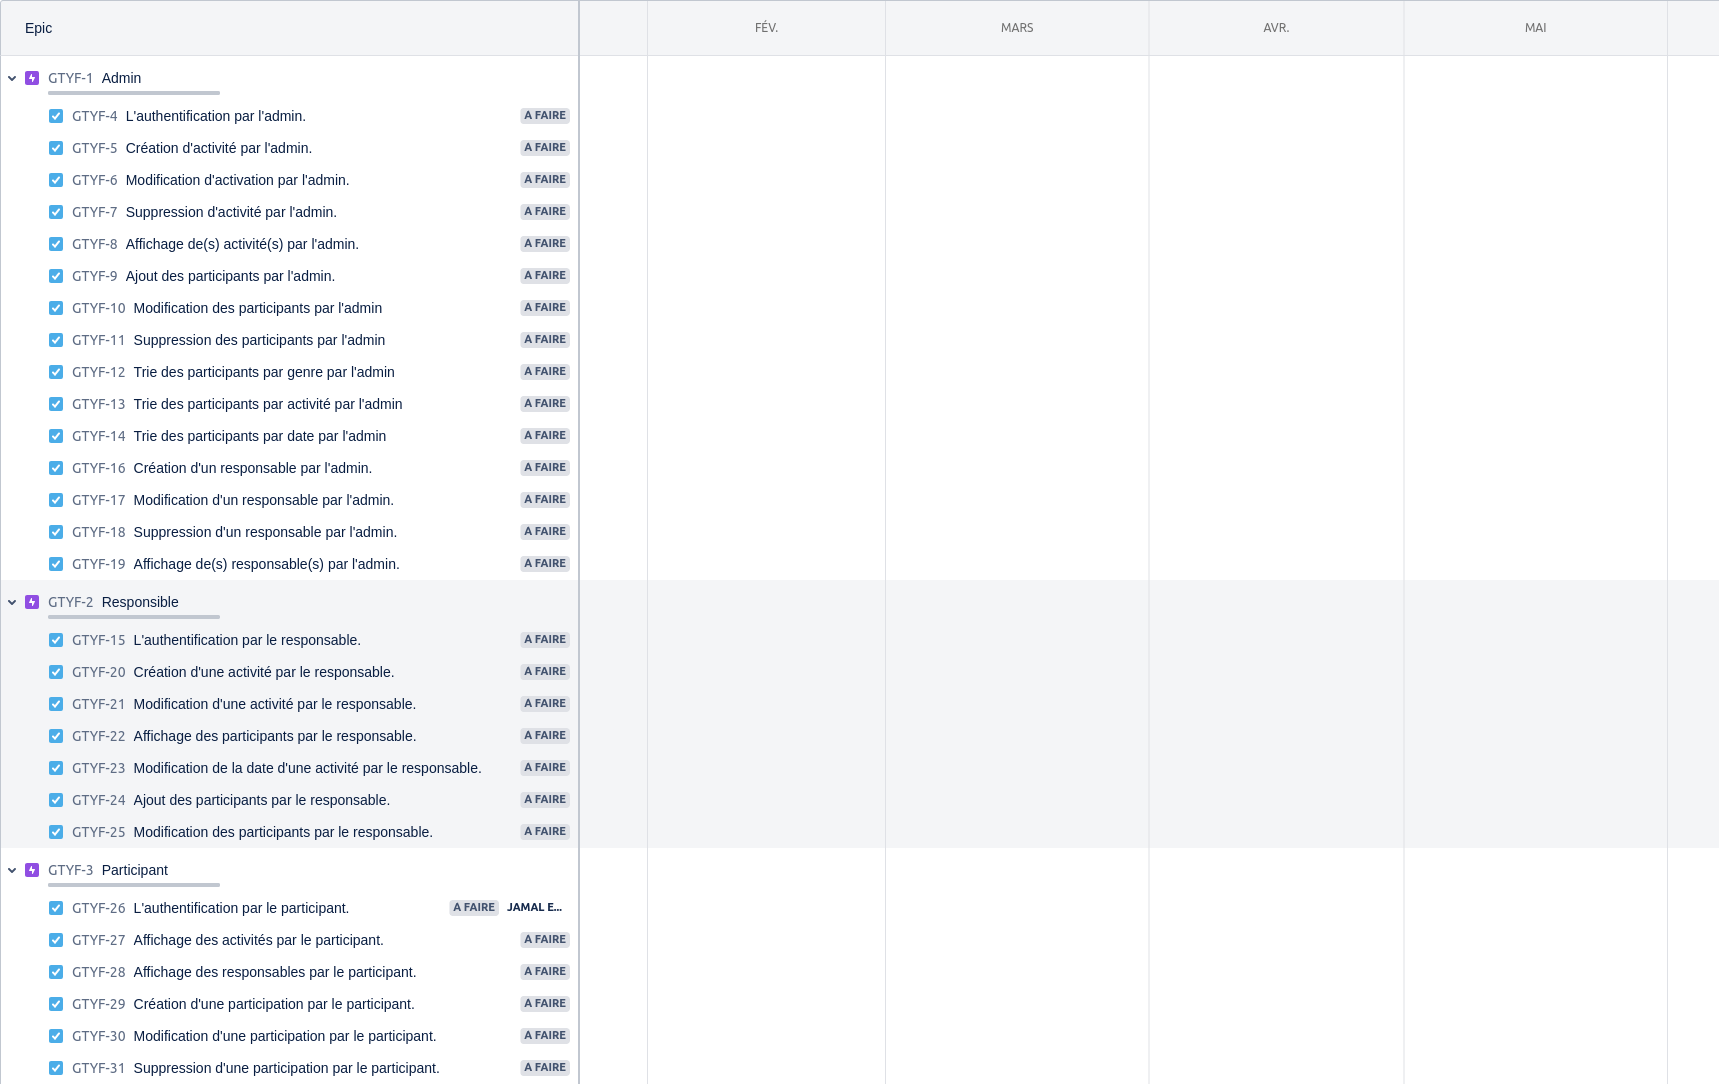 Epic FÉV. MARS AVR. MAI
GTYF-1 Admin
GTYF-4 L'authentification par l'admin. A FAIRE
GTYF-5 Création d'activité par l'admin. A FAIRE
GTYF-6 Modification d'activation par l'admin. A FAIRE
GTYF-7 Suppression d'activité par l'admin. A FAIRE
GTYF-8 Affichage de(s) activité(s) par l'admin. A FAIRE
GTYF-9 Ajout des participants par l'admin. A FAIRE
GTYF-10 Modification des participants par l'admin A FAIRE
GTYF-11 Suppression des participants par l'admin A FAIRE
GTYF-12 Trie des participants par genre par l'admin A FAIRE
GTYF-13 Trie des participants par activité par l'admin A FAIRE
GTYF-14 Trie des participants par date par l'admin A FAIRE
GTYF-16 Création d'un responsable par l'admin. A FAIRE
GTYF-17 Modification d'un responsable par l'admin. A FAIRE
GTYF-18 Suppression d'un responsable par l'admin. A FAIRE
GTYF-19 Affichage de(s) responsable(s) par l'admin. A FAIRE
GTYF-2 Responsible
GTYF-15 L'authentification par le responsable. A FAIRE
GTYF-20 Création d'une activité par le responsable. A FAIRE
GTYF-21 Modification d'une activité par le responsable. A FAIRE
GTYF-22 Affichage des participants par le responsable. A FAIRE
GTYF-23 Modification de la date d'une activité par le responsable. A FAIRE
GTYF-24 Ajout des participants par le responsable. A FAIRE
GTYF-25 Modification des participants par le responsable. A FAIRE
GTYF-3 Participant
GTYF-26 L'authentification par le participant. A FAIRE JAMAL E...
GTYF-27 Affichage des activités par le participant. A FAIRE
GTYF-28 Affichage des responsables par le participant. A FAIRE
GTYF-29 Création d'une participation par le participant. A FAIRE
GTYF-30 Modification d'une participation par le participant. A FAIRE
GTYF-31 Suppression d'une participation par le participant. A FAIRE